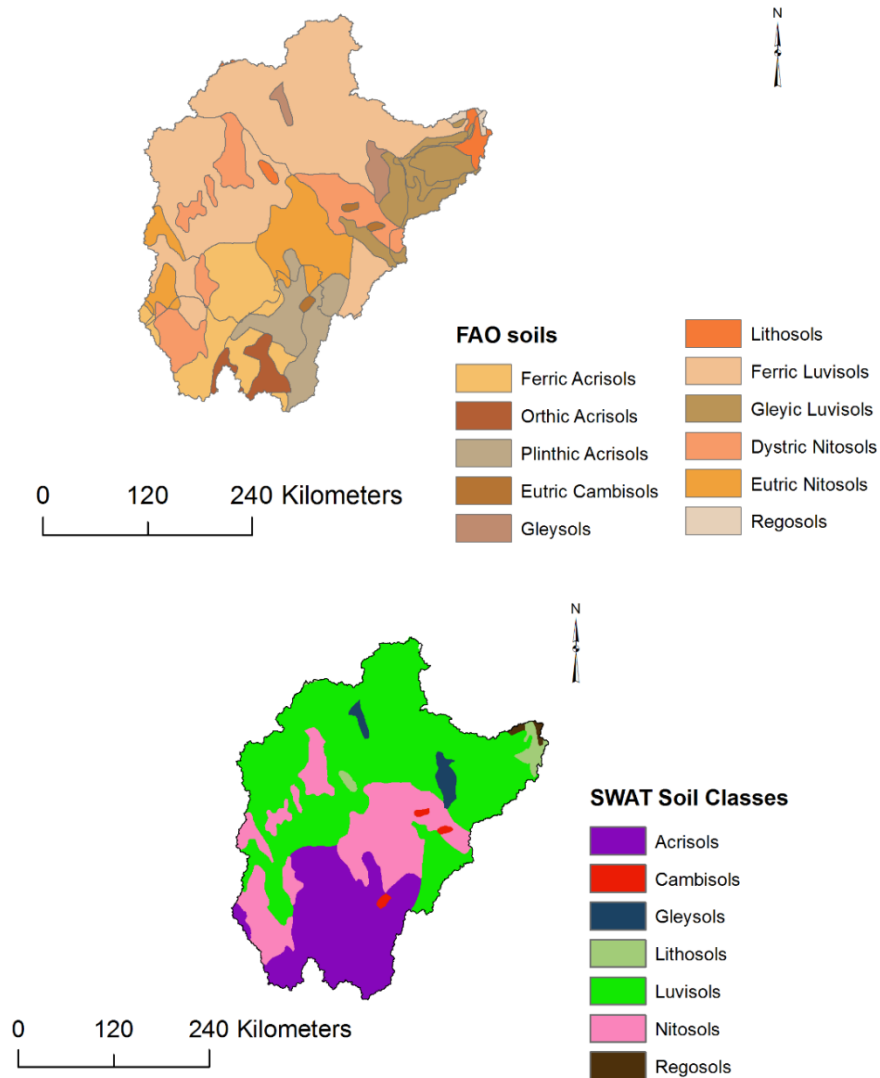 N
FAO soils
Ferric Acrisols
Orthic Acrisols
Plinthic Acrisols
Eutric Cambisols
Gleysols
Lithosols
Ferric Luvisols
Gleyic Luvisols
Dystric Nitosols
Eutric Nitosols
Regosols
0 120 240 Kilometers
N
SWAT Soil Classes
Acrisols
Cambisols
Gleysols
Lithosols
Luvisols
Nitosols
Regosols
0 120 240 Kilometers